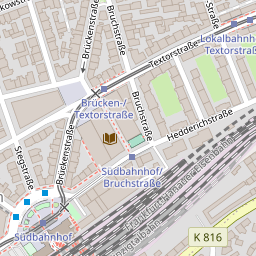 Brückenstraße
Bruchstraße
Lokalbahnhof/
Textorstraße
Textorstraße
Brücken-/
Textorstraße
Bruchstraße
Hedderichstraße
Brückenstraße
Stegstraße
Südbahnhof/
Bruchstraße
Südbahnhof
K 816